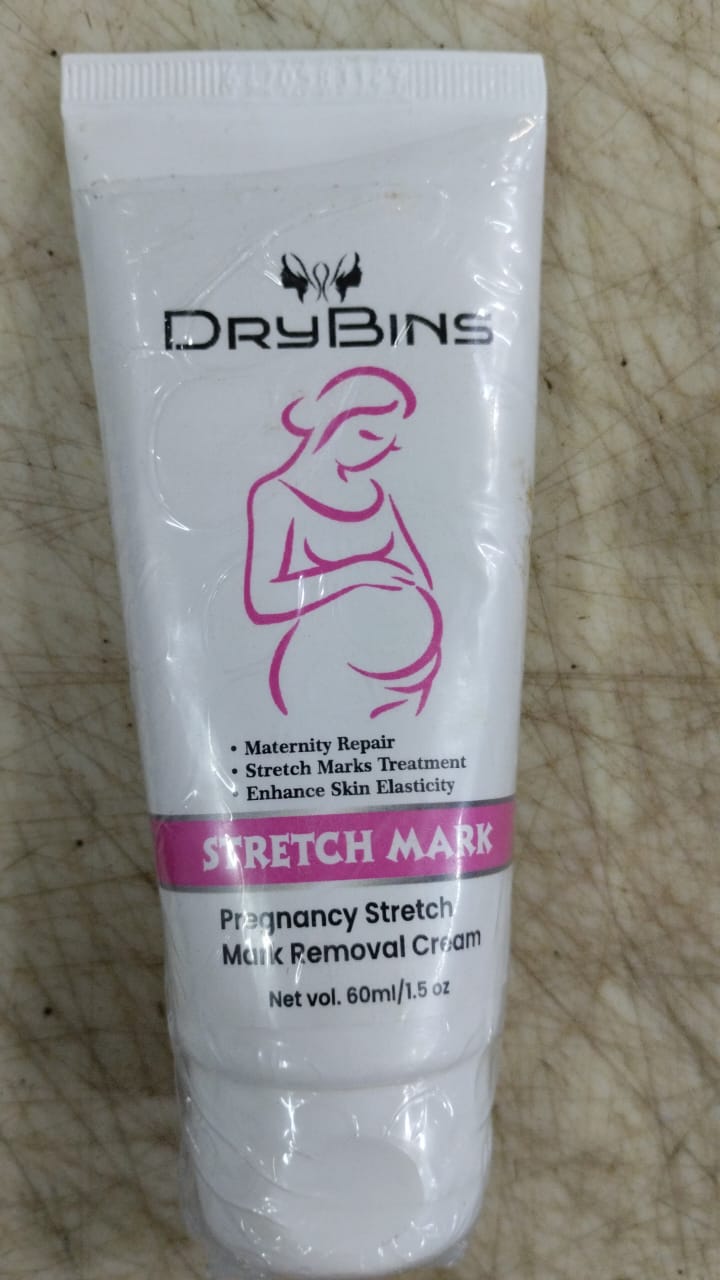 DRYBINS
• Maternity Repair
• Stretch Marks Treatment
• Enhance Skin Elasticity
STRETCH MARK
Pregnancy Stretch
Mark Removal Cream
Net vol. 60ml/1.5 oz